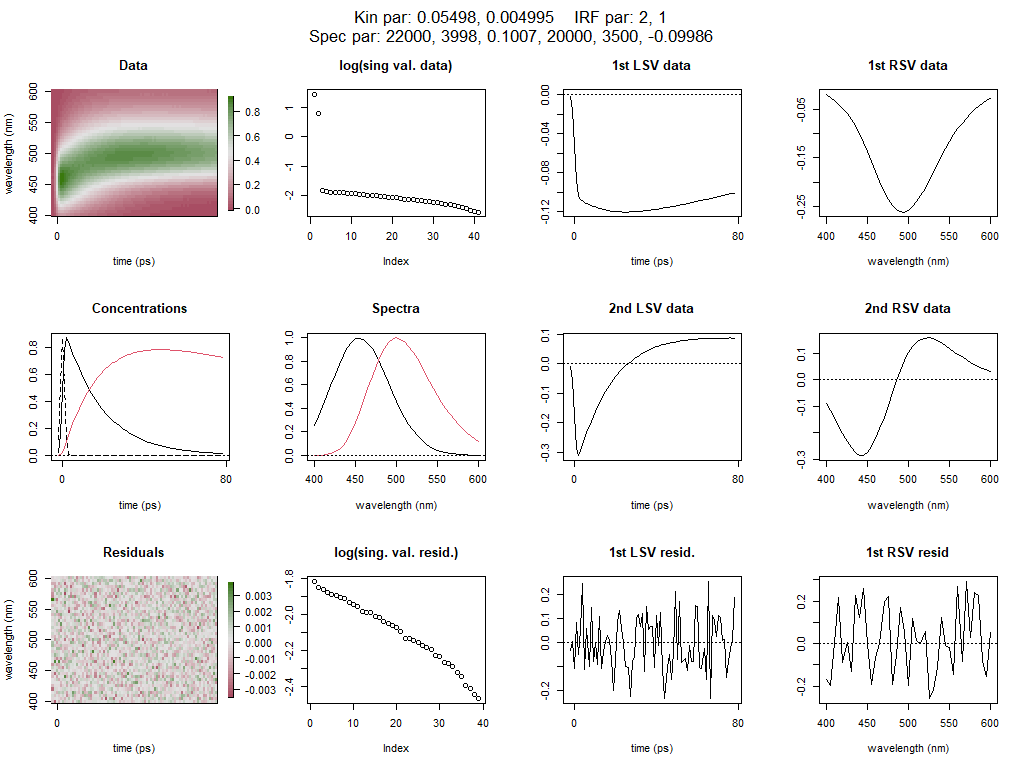 Kin par: 0.05498, 0.004995    IRF par: 2, 1
Spec par: 22000, 3998, 0.1007, 20000, 3500, -0.09986
Data
wavelength (nm)
600
550
500
450
400
0
time (ps)
0.8
0.6
0.4
0.2
0.0
log(sing val. data)
1
0
-1
-2
0 10 20 30 40
Index
1st LSV data
0.00
-0.04
-0.08
-0.12
0 80
time (ps)
1st RSV data
-0.05
-0.15
-0.25
400 450 500 550 600
wavelength (nm)
Concentrations
0.8
0.6
0.4
0.2
0.0
0 80
time (ps)
Spectra
1.0
0.8
0.6
0.4
0.2
0.0
400 450 500 550 600
wavelength (nm)
2nd LSV data
0.1
0.0
-0.1
-0.2
-0.3
0 80
time (ps)
2nd RSV data
0.1
0.0
-0.1
-0.3
400 450 500 550 600
wavelength (nm)
Residuals
wavelength (nm)
600
550
500
450
400
0
time (ps)
0.003
0.002
0.001
0.000
-0.001
-0.002
-0.003
log(sing. val. resid.)
-1.8
-2.0
-2.2
-2.4
0 10 20 30 40
Index
1st LSV resid.
0.2
0.1
0.0
-0.2
0 80
time (ps)
1st RSV resid
0.2
0.0
-0.2
400 450 500 550 600
wavelength (nm)